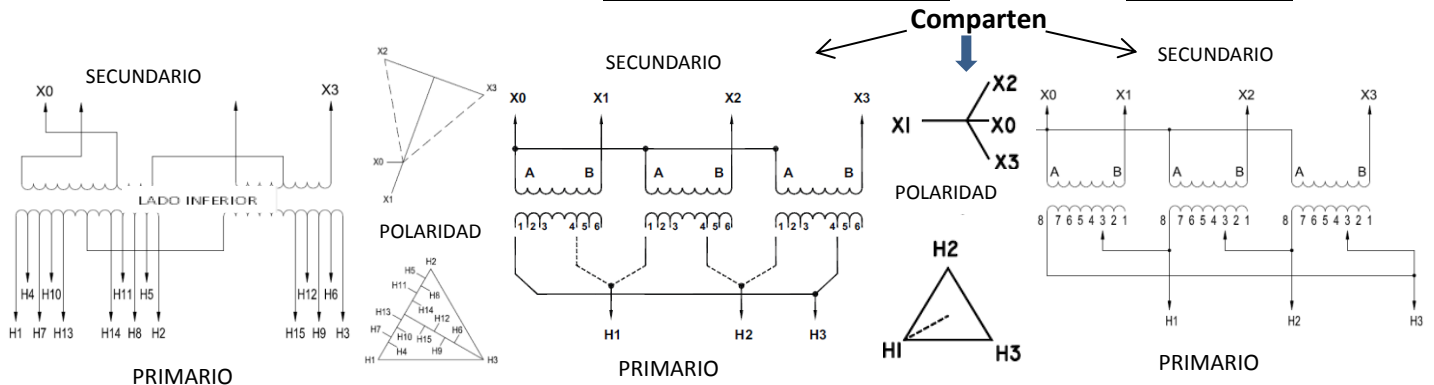 Comparten
SECUNDARIO
X0
X3
LADO INFERIOR
H4
H10
H11
H5
H12
H6
H1
H7
H13
H14
H8
H2
H15
H9
H3
PRIMARIO
X2
X3
X0
X1
POLARIDAD
H2
H5
H11
H8
H14
H13
H12
H7
H10
H15
H6
H4
H9
H1
H3
SECUNDARIO
X0 X1 X2 X3
A B A B A B
1 2 3 4 5 6 1 2 3 4 5 6 1 2 3 4 5 6
H1 H2 H3
PRIMARIO
X2
X1
X0
X3
POLARIDAD
H2
H1
H3
SECUNDARIO
X0 X1 X2 X3
A B A B A B
8 7 6 5 4 3 2 1 8 7 6 5 4 3 2 1 8 7 6 5 4 3 2 1
H1 H2 H3
PRIMARIO